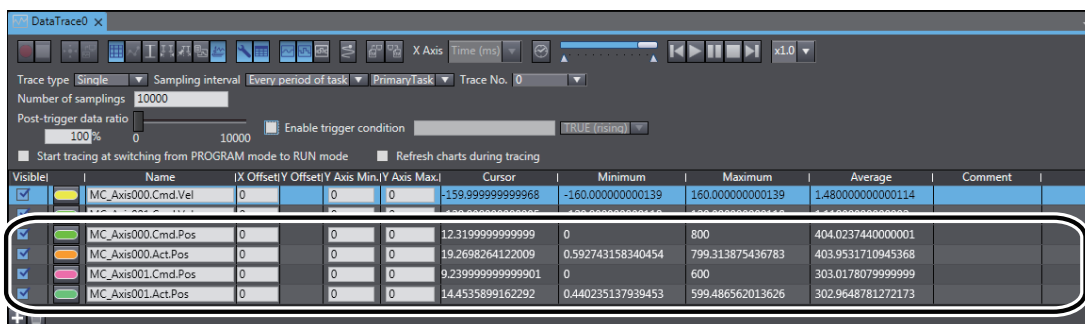 DataTrace0 ×
X Axis Time (ms) x1.0
Trace type Single Sampling interval Every period of task PrimaryTask Trace No. 0
Number of samplings 10000
Post-trigger data ratio
100 % 0 10000 Enable trigger condition TRUE (rising)
Start tracing at switching from PROGRAM mode to RUN mode Refresh charts during tracing
Visible Name X Offset Y Offset Y Axis Min. Y Axis Max. Cursor Minimum Maximum Average Comment
MC_Axis000.Cmd.Vel 0 0 0 -159.999999999968 -160.000000000139 160.000000000139 1.480000000000114
MC_Axis000.Cmd.Pos 0 0 0 12.3199999999999 0 800 404.0237440000001
MC_Axis000.Act.Pos 0 0 0 19.2698264122009 0.592743158340454 799.313875436783 403.9531710945368
MC_Axis001.Cmd.Pos 0 0 0 9.239999999999901 0 600 303.0178079999999
MC_Axis001.Act.Pos 0 0 0 14.4535899162292 0.440235137939453 599.486562013626 302.9648781272173